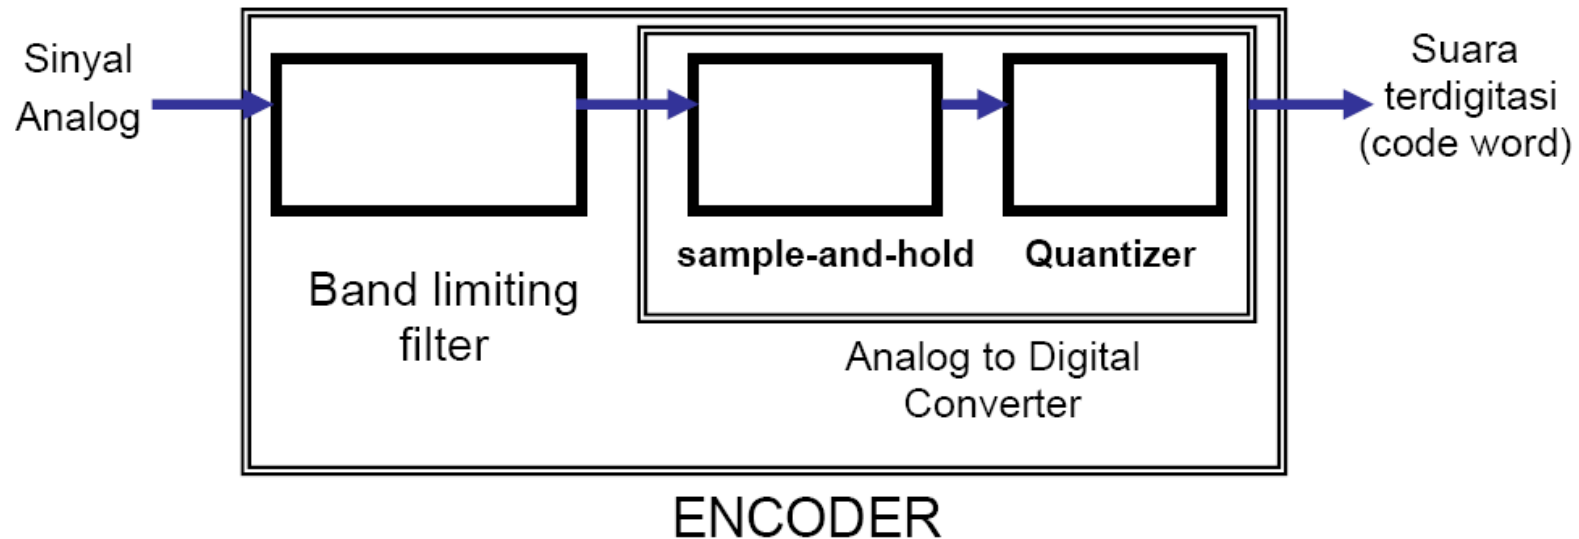 Sinyal
Analog
Band limiting
filter
sample-and-hold
Quantizer
Analog to Digital
Converter
Suara
terdigitasi
(code word)
ENCODER